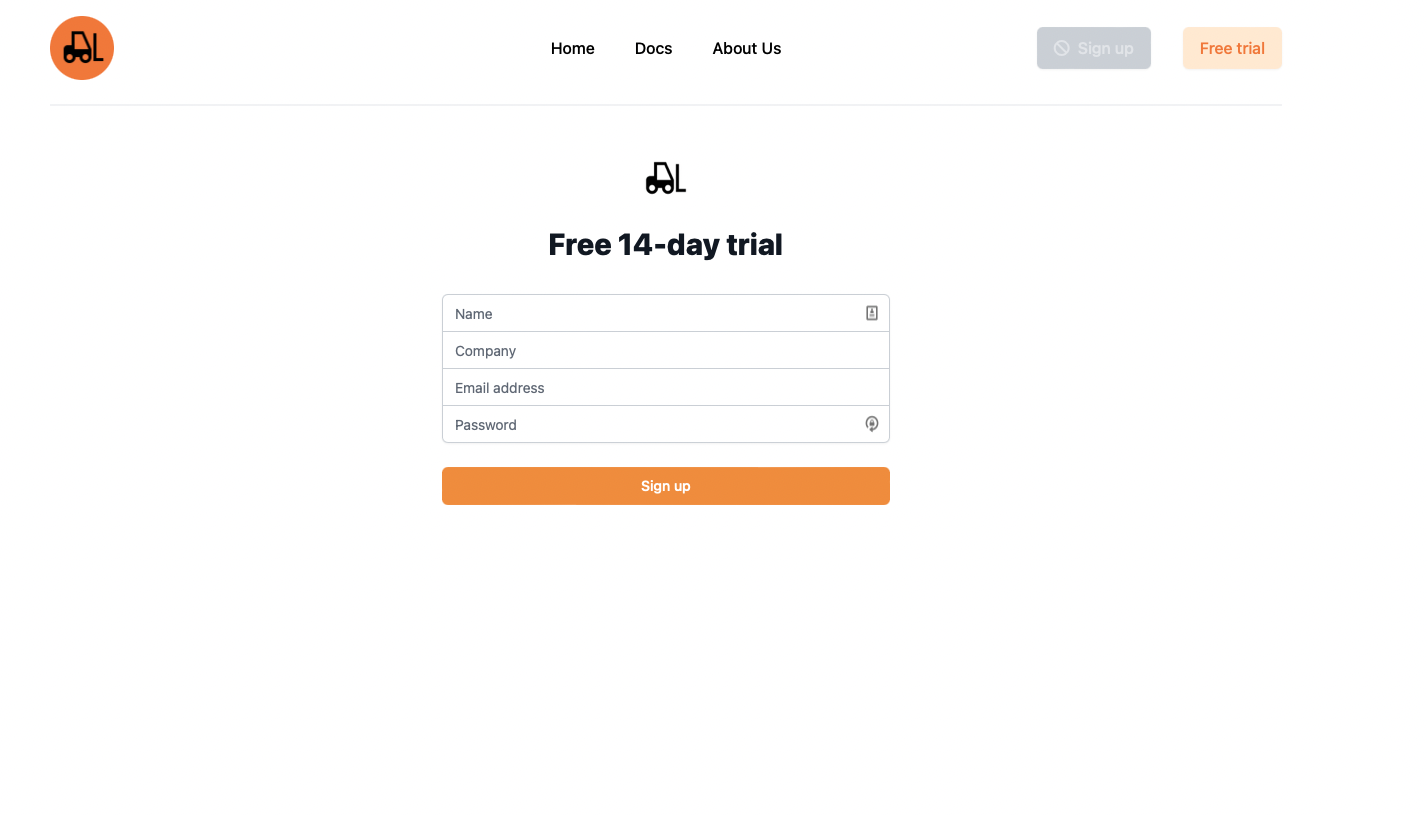 Home Docs About Us Sign up Free trial
Free 14-day trial
Name
Company
Email address
Password
Sign up